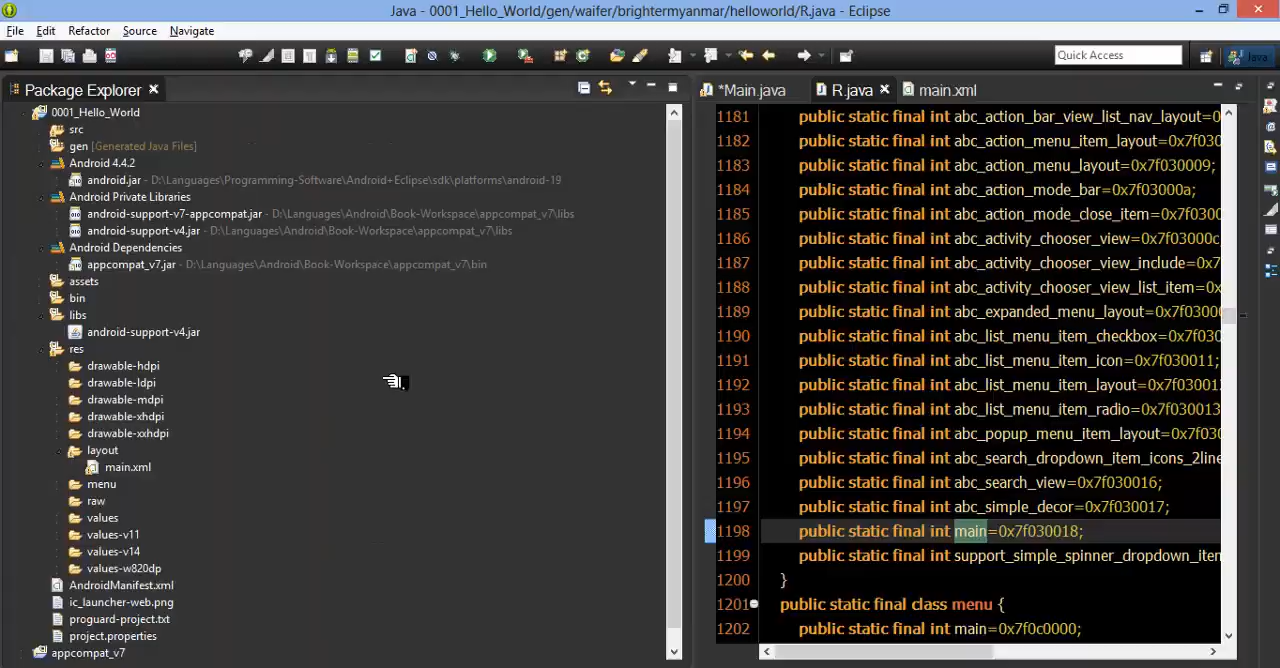 Java - 0001_Hello_World/gen/waifer/brightermyanmar/helloworld/R.java - Eclipse
File Edit Refactor Source Navigate
Quick Access
Java
Package Explorer
0001_Hello_World
src
gen [Generated Java Files]
Android 4.4.2
android.jar - D:\Languages\Programming-Software\Android+Eclipse\sdk\platforms\android-19
Android Private Libraries
android-support-v7-appcompat.jar - D:\Languages\Android\Book-Workspace\appcompat_v7\libs
android-support-v4.jar - D:\Languages\Android\Book-Workspace\appcompat_v7\libs
Android Dependencies
appcompat_v7.jar - D:\Languages\Android\Book-Workspace\appcompat_v7\bin
assets
bin
libs
android-support-v4.jar
res
drawable-hdpi
drawable-ldpi
drawable-mdpi
drawable-xhdpi
drawable-xxhdpi
layout
main.xml
menu
raw
values
values-v11
values-v14
values-w820dp
AndroidManifest.xml
ic_launcher-web.png
proguard-project.txt
project.properties
appcompat_v7
*Main.java R.java main.xml
1181 public static final int abc_action_bar_view_list_nav_layout=0
1182 public static final int abc_action_menu_item_layout=0x7f030
1183 public static final int abc_action_menu_layout=0x7f030009;
1184 public static final int abc_action_mode_bar=0x7f03000a;
1185 public static final int abc_action_mode_close_item=0x7f0300
1186 public static final int abc_activity_chooser_view=0x7f03000c
1187 public static final int abc_activity_chooser_view_include=0x7
1188 public static final int abc_activity_chooser_view_list_item=0x
1189 public static final int abc_expanded_menu_layout=0x7f03000
1190 public static final int abc_list_menu_item_checkbox=0x7f030
1191 public static final int abc_list_menu_item_icon=0x7f030011;
1192 public static final int abc_list_menu_item_layout=0x7f03001
1193 public static final int abc_list_menu_item_radio=0x7f030013
1194 public static final int abc_popup_menu_item_layout=0x7f030
1195 public static final int abc_search_dropdown_item_icons_2line
1196 public static final int abc_search_view=0x7f030016;
1197 public static final int abc_simple_decor=0x7f030017;
1198 public static final int main=0x7f030018;
1199 public static final int support_simple_spinner_dropdown_item
1200 }
1201 public static final class menu {
1202 public static final int main=0x7f0c0000;